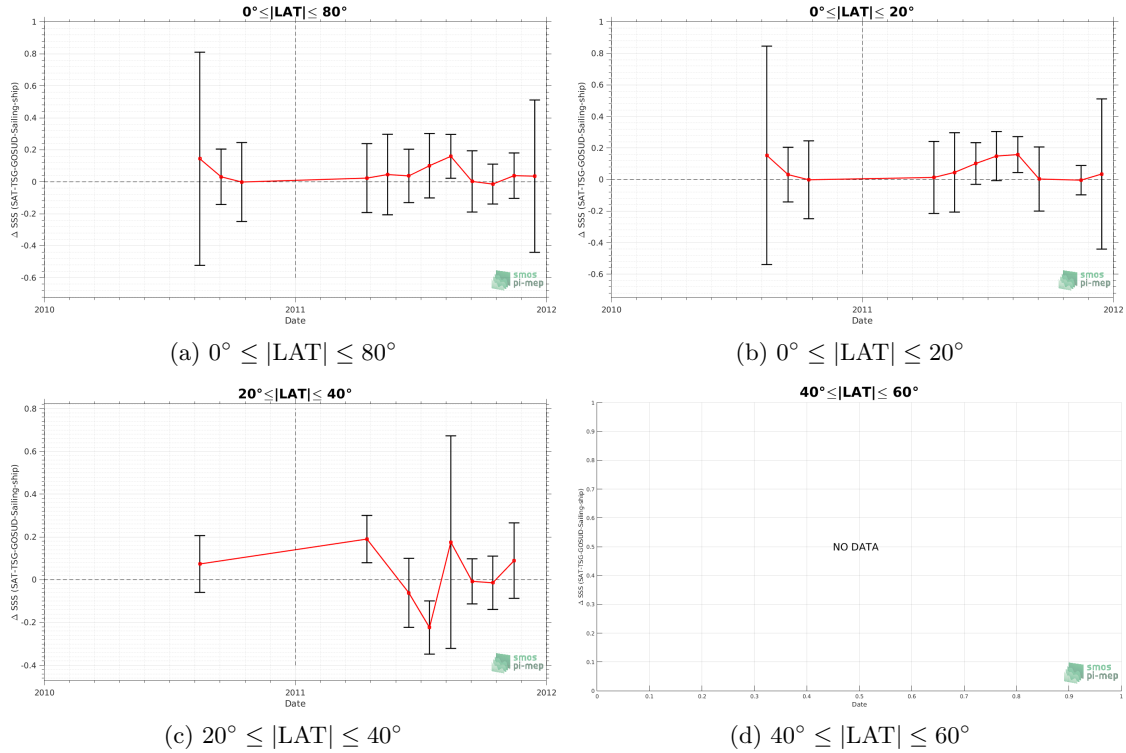 0°≤|LAT|≤ 80°
Δ SSS (SAT-TSG-GOSUD-Sailing-ship)
1
0.8
0.6
0.4
0.2
0
-0.2
-0.4
-0.6
2010
2011
2012
Date
smos
pi-mep
(a) 0° ≤ |LAT| ≤ 80°
0°≤|LAT|≤ 20°
Δ SSS (SAT-TSG-GOSUD-Sailing-ship)
1
0.8
0.6
0.4
0.2
0
-0.2
-0.4
-0.6
2010
2011
2012
Date
smos
pi-mep
(b) 0° ≤ |LAT| ≤ 20°
20°≤|LAT|≤ 40°
Δ SSS (SAT-TSG-GOSUD-Sailing-ship)
0.8
0.6
0.4
0.2
0
-0.2
-0.4
2010
2011
2012
Date
smos
pi-mep
(c) 20° ≤ |LAT| ≤ 40°
40°≤|LAT|≤ 60°
Δ SSS (SAT-TSG-GOSUD-Sailing-ship)
1
0.9
0.8
0.7
0.6
0.5
0.4
0.3
0.2
0.1
0
NO DATA
0
0.1
0.2
0.3
0.4
0.5
0.6
0.7
0.8
0.9
1
Date
smos
pi-mep
(d) 40° ≤ |LAT| ≤ 60°